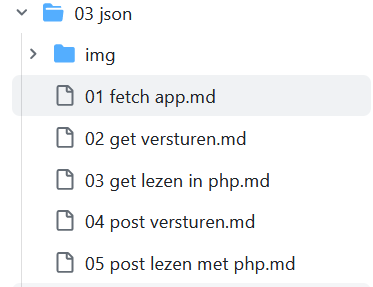 03 json
img
01 fetch app.md
02 get versturen.md
03 get lezen in php.md
04 post versturen.md
05 post lezen met php.md